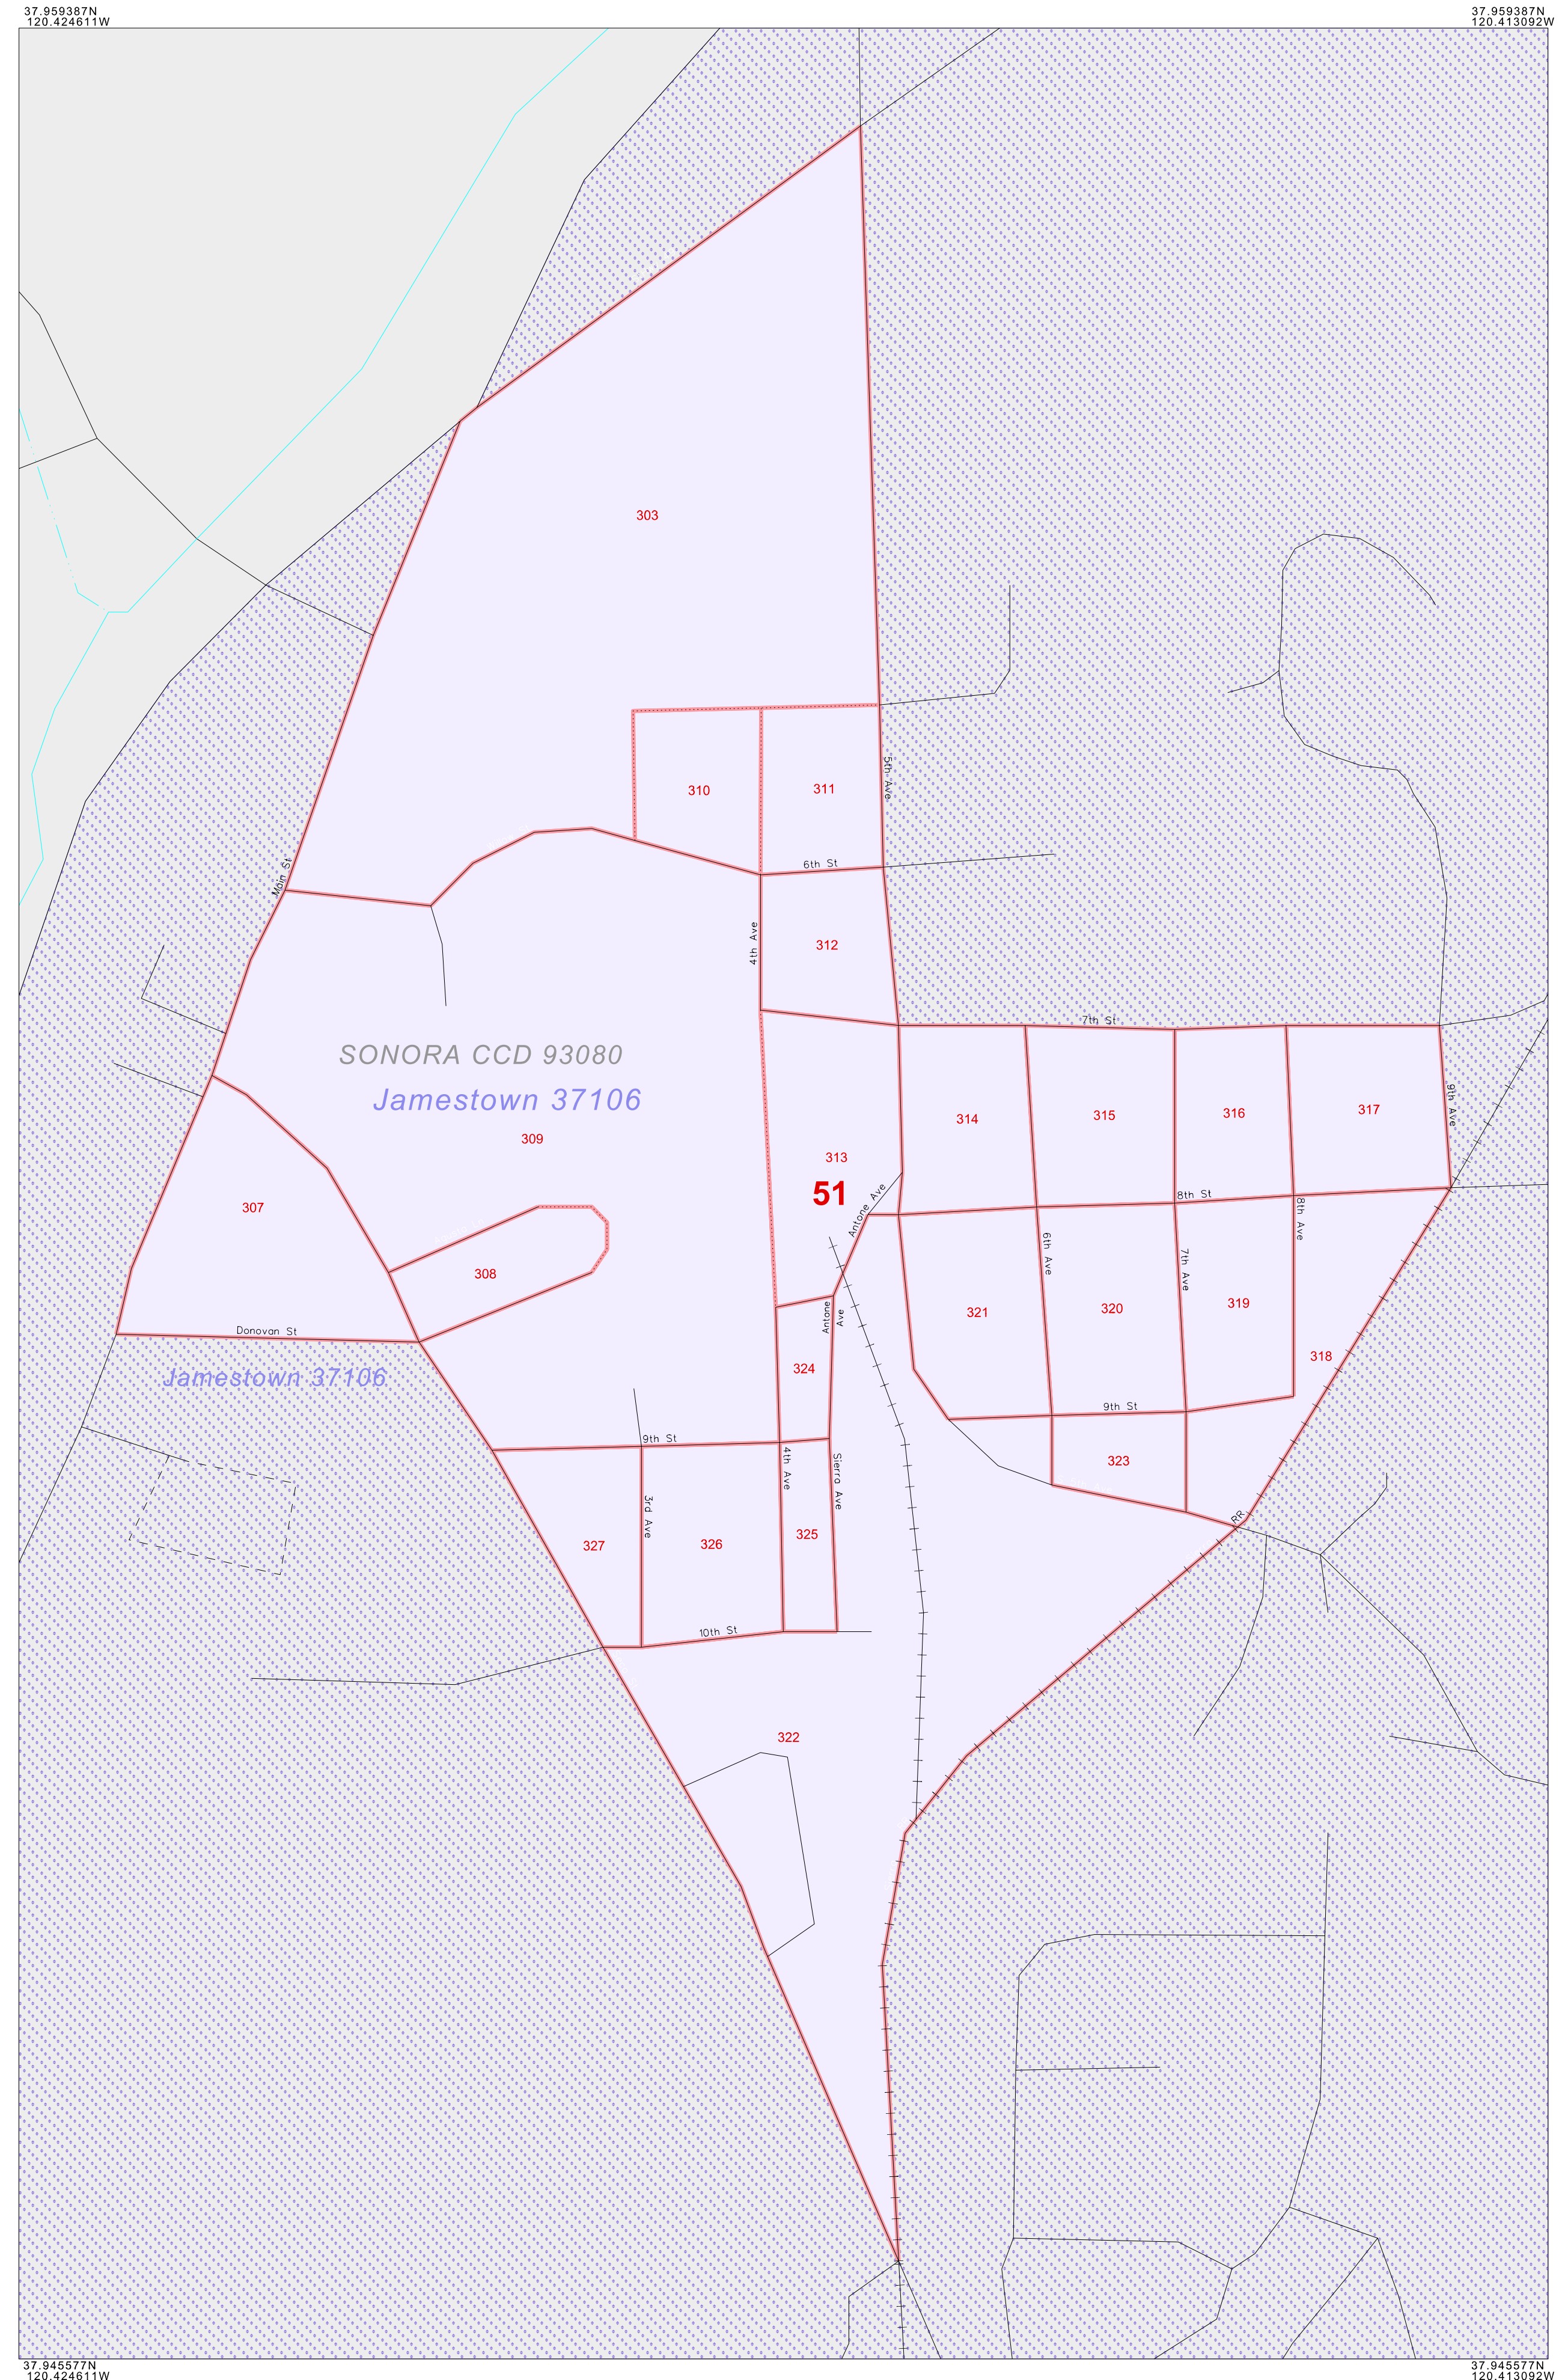 37.959387N
120.424611W
37.959387N
120.413092W
303
310
311
5th Ave
6th St
Main St
4th Ave
312
7th St
SONORA CCD 93080
Jamestown 37106
309
314
315
316
317
9th Ave
313
51
Antone Ave
8th St
8th Ave
307
308
6th Ave
7th Ave
Antone
Ave
321
320
319
318
Donovan St
Jamestown 37106
324
9th St
9th St
4th Ave
Sierra Ave
323
3rd Ave
RR
327
326
325
10th St
322
37.945577N
120.424611W
37.945577N
120.413092W